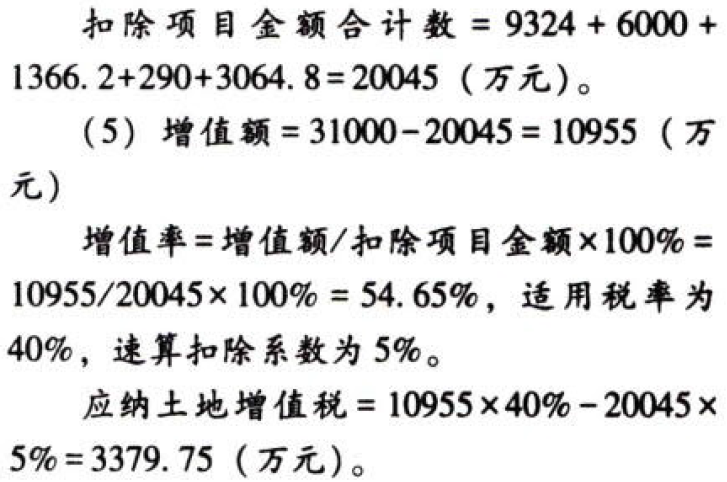 扣除项目金额合计数 = 9324 + 6000 +
1366. 2+290+3064. 8=20045（万元）。
（5）增值额 = 31000-20045 = 10955（万
元）
增值率=增值额/扣除项目金额×100% =
10955/20045× 100% = 54. 65%，适用税率为
40%，速算扣除系数为 5%。
应纳土地增值税 = 10955×40% - 20045×
5% =3379. 75（万元）。